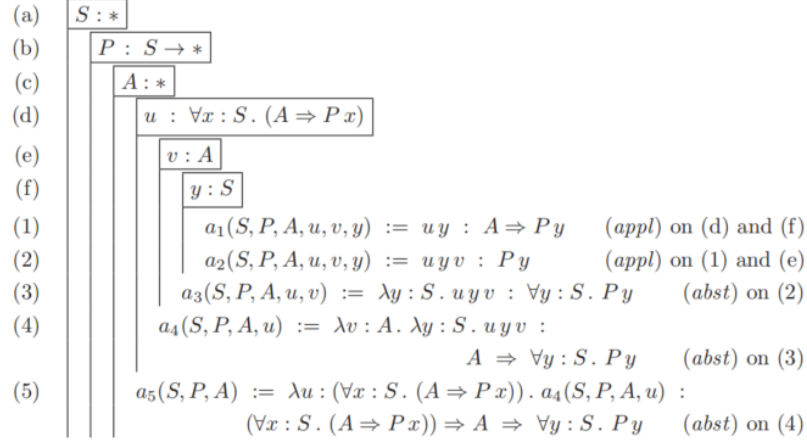 (a) S : ∗
(b) P : S → ∗
(c) A : ∗
(d) u : ∀x : S . (A ⇒ P x)
(e) v : A
(f) y : S
(1) a₁(S, P, A, u, v, y) := u y : A ⇒ P y (appl) on (d) and (f)
(2) a₂(S, P, A, u, v, y) := u y v : P y (appl) on (1) and (e)
(3) a₃(S, P, A, u, v) := λy : S . u y v : ∀y : S . P y (abst) on (2)
(4) a₄(S, P, A, u) := λv : A . λy : S . u y v :
A ⇒ ∀y : S . P y (abst) on (3)
(5) a₅(S, P, A) := λu : (∀x : S . (A ⇒ P x)) . a₄(S, P, A, u) :
(∀x : S . (A ⇒ P x)) ⇒ A ⇒ ∀y : S . P y (abst) on (4)